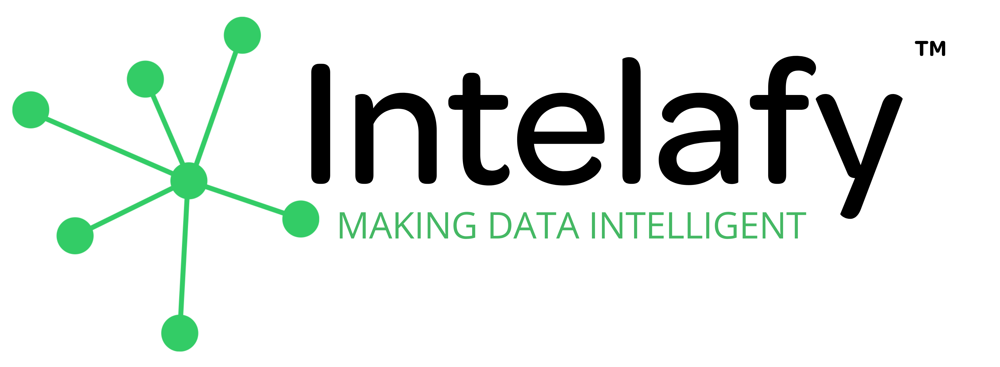 Intelafy™
MAKING DATA INTELLIGENT